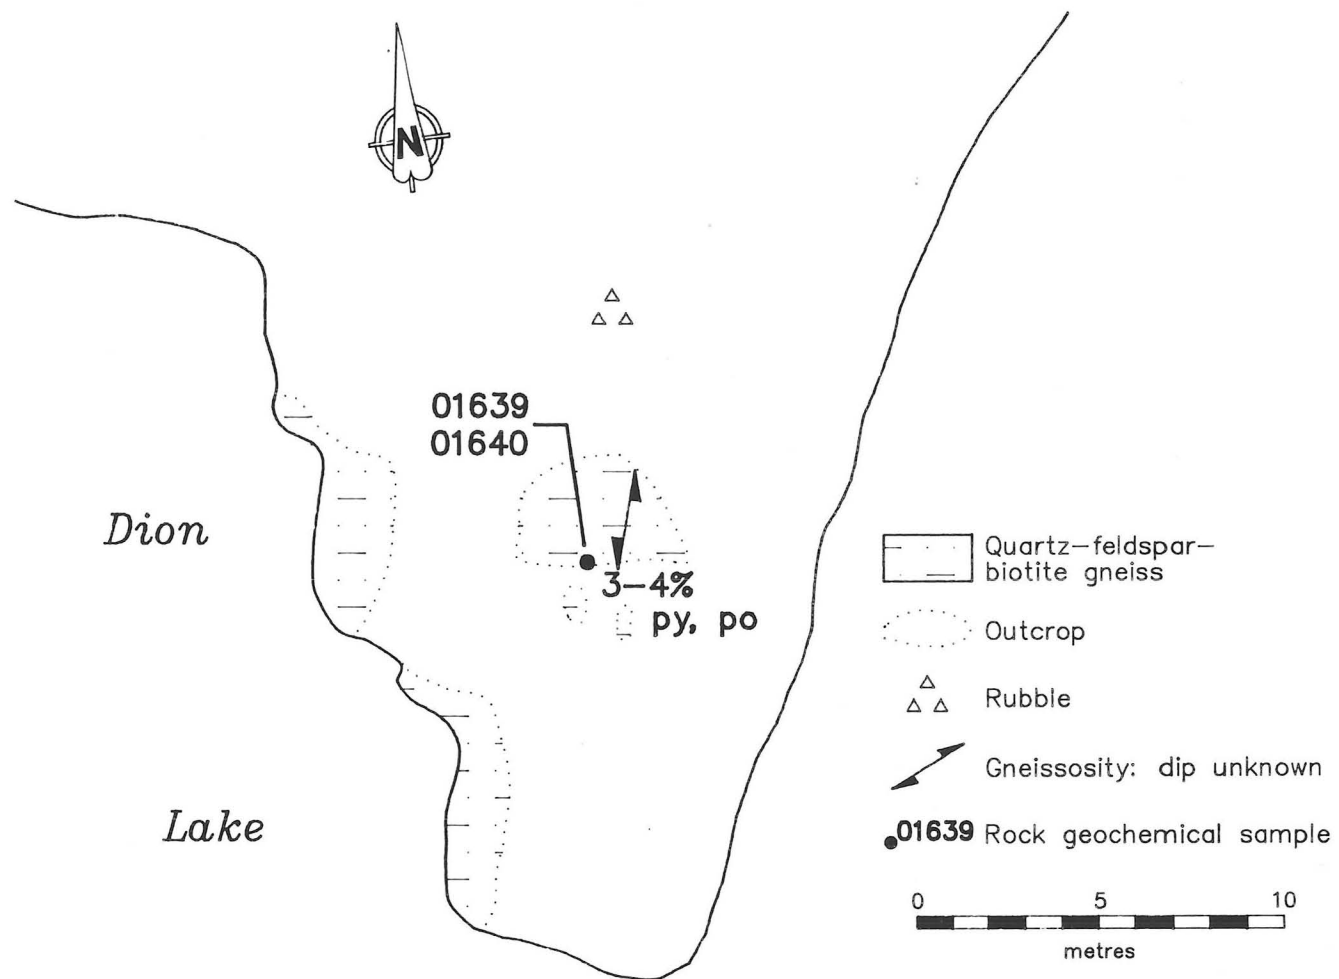 N
01639
01640
Dion
3-4%
py, po
Lake
Quartz-feldspar-
biotite gneiss
Outcrop
Rubble
Gneissosity: dip unknown
01639 Rock geochemical sample
0 5 10
metres